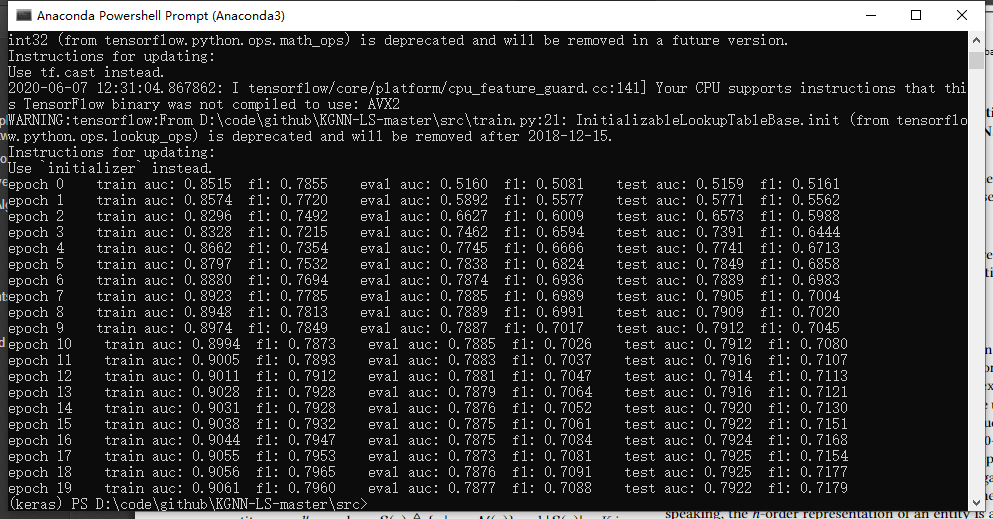 Anaconda Powershell Prompt (Anaconda3)
int32 (from tensorflow.python.ops.math_ops) is deprecated and will be removed in a future version.
Instructions for updating:
Use tf.cast instead.
2020-06-07 12:31:04.867862: I tensorflow/core/platform/cpu_feature_guard.cc:141] Your CPU supports instructions that thi
s TensorFlow binary was not compiled to use: AVX2
WARNING:tensorflow:From D:\code\github\KGNN-LS-master\src\train.py:21: InitializableLookupTableBase.init (from tensorflo
w.python.ops.lookup_ops) is deprecated and will be removed after 2018-12-15.
Instructions for updating:
Use `initializer` instead.
epoch 0    train auc: 0.8515  f1: 0.7855    eval auc: 0.5160  f1: 0.5081    test auc: 0.5159  f1: 0.5161
epoch 1    train auc: 0.8574  f1: 0.7720    eval auc: 0.5892  f1: 0.5577    test auc: 0.5771  f1: 0.5562
epoch 2    train auc: 0.8296  f1: 0.7492    eval auc: 0.6627  f1: 0.6009    test auc: 0.6573  f1: 0.5988
epoch 3    train auc: 0.8328  f1: 0.7215    eval auc: 0.7462  f1: 0.6594    test auc: 0.7391  f1: 0.6444
epoch 4    train auc: 0.8662  f1: 0.7354    eval auc: 0.7745  f1: 0.6666    test auc: 0.7741  f1: 0.6713
epoch 5    train auc: 0.8797  f1: 0.7532    eval auc: 0.7838  f1: 0.6824    test auc: 0.7849  f1: 0.6858
epoch 6    train auc: 0.8880  f1: 0.7694    eval auc: 0.7874  f1: 0.6936    test auc: 0.7889  f1: 0.6983
epoch 7    train auc: 0.8923  f1: 0.7785    eval auc: 0.7885  f1: 0.6989    test auc: 0.7905  f1: 0.7004
epoch 8    train auc: 0.8948  f1: 0.7813    eval auc: 0.7889  f1: 0.6991    test auc: 0.7909  f1: 0.7020
epoch 9    train auc: 0.8974  f1: 0.7849    eval auc: 0.7887  f1: 0.7017    test auc: 0.7912  f1: 0.7045
epoch 10    train auc: 0.8994  f1: 0.7873    eval auc: 0.7885  f1: 0.7026    test auc: 0.7912  f1: 0.7080
epoch 11    train auc: 0.9005  f1: 0.7893    eval auc: 0.7883  f1: 0.7037    test auc: 0.7916  f1: 0.7107
epoch 12    train auc: 0.9011  f1: 0.7912    eval auc: 0.7881  f1: 0.7047    test auc: 0.7914  f1: 0.7113
epoch 13    train auc: 0.9028  f1: 0.7928    eval auc: 0.7879  f1: 0.7064    test auc: 0.7916  f1: 0.7121
epoch 14    train auc: 0.9031  f1: 0.7928    eval auc: 0.7876  f1: 0.7052    test auc: 0.7920  f1: 0.7130
epoch 15    train auc: 0.9038  f1: 0.7932    eval auc: 0.7875  f1: 0.7061    test auc: 0.7922  f1: 0.7151
epoch 16    train auc: 0.9044  f1: 0.7947    eval auc: 0.7875  f1: 0.7084    test auc: 0.7924  f1: 0.7168
epoch 17    train auc: 0.9055  f1: 0.7953    eval auc: 0.7873  f1: 0.7081    test auc: 0.7925  f1: 0.7154
epoch 18    train auc: 0.9056  f1: 0.7965    eval auc: 0.7876  f1: 0.7091    test auc: 0.7925  f1: 0.7177
epoch 19    train auc: 0.9061  f1: 0.7960    eval auc: 0.7877  f1: 0.7088    test auc: 0.7922  f1: 0.7179
(keras) PS D:\code\github\KGNN-LS-master\src>
speaking, the h-order representation of an entity is a